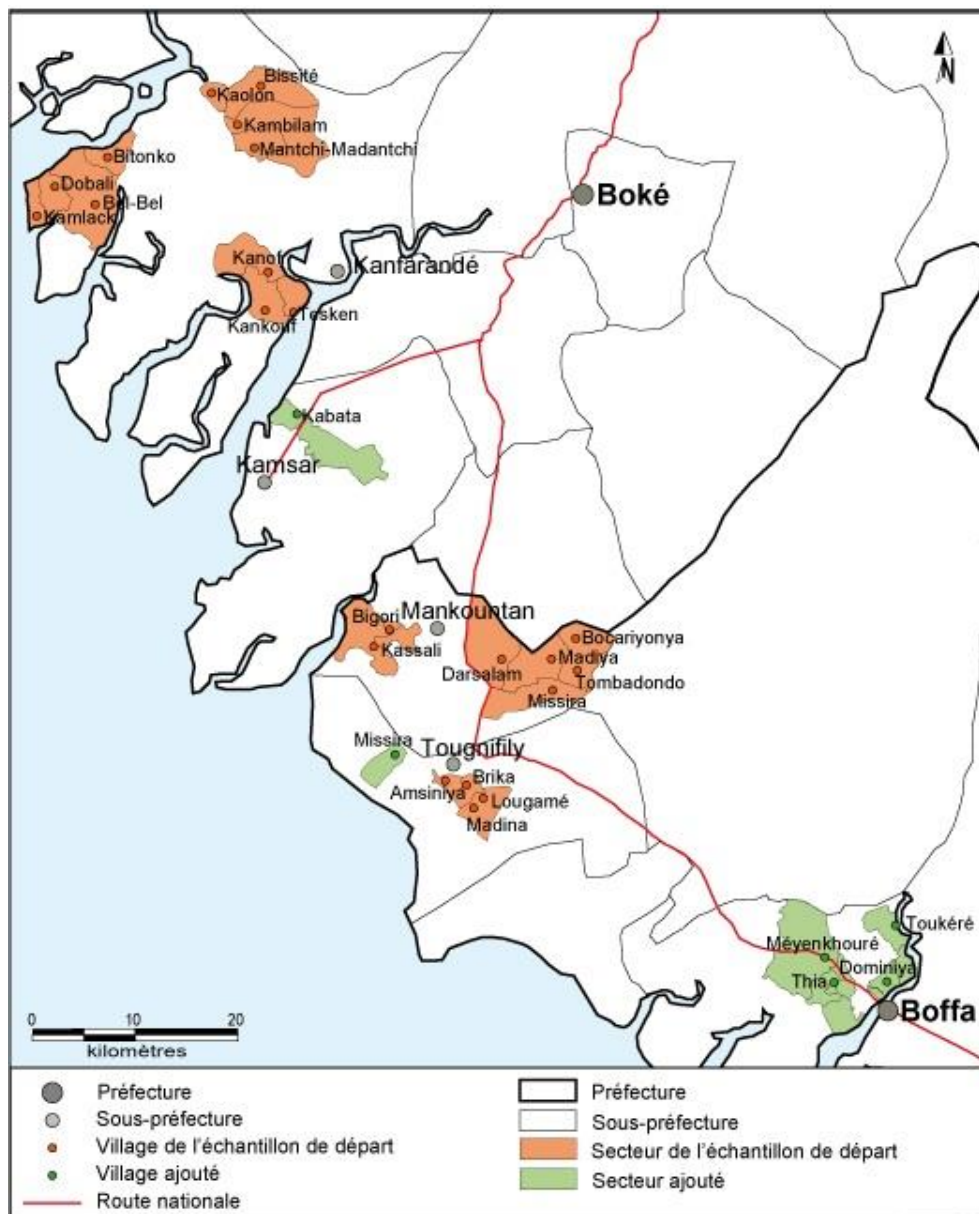 N
Bissité
Kaolon
Kambilam
Mantchi-Madantchi
Bitonko
Dobali
Bel-Bel
Kamlack
Boké
Kanof
Kanfarandé
Kankouf
Tesken
Kabata
Kamsar
Bigori
Mankountan
Kassali
Bocariyonya
Madiya
Darsalam
Tombadondo
Missira
Missira
Tougnifily
Brika
Amsiniya
Lougamé
Madina
Toukéré
Méyenkhouré
Dominiya
Thia
Boffa
0 10 20
kilomètres
Préfecture
Sous-préfecture
Village de l'échantillon de départ
Village ajouté
Route nationale
Préfecture
Sous-préfecture
Secteur de l'échantillon de départ
Secteur ajouté